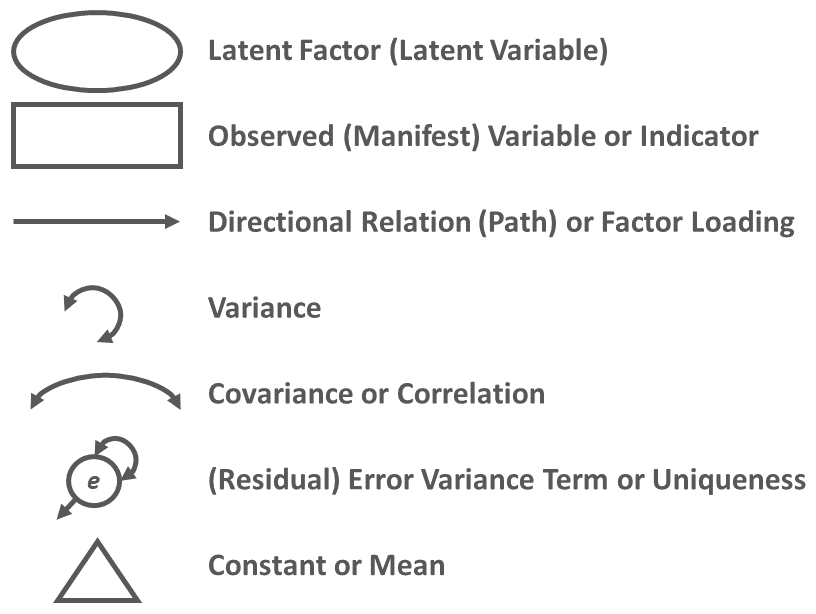 Latent Factor (Latent Variable)
Observed (Manifest) Variable or Indicator
Directional Relation (Path) or Factor Loading
Variance
Covariance or Correlation
e
(Residual) Error Variance Term or Uniqueness
Constant or Mean